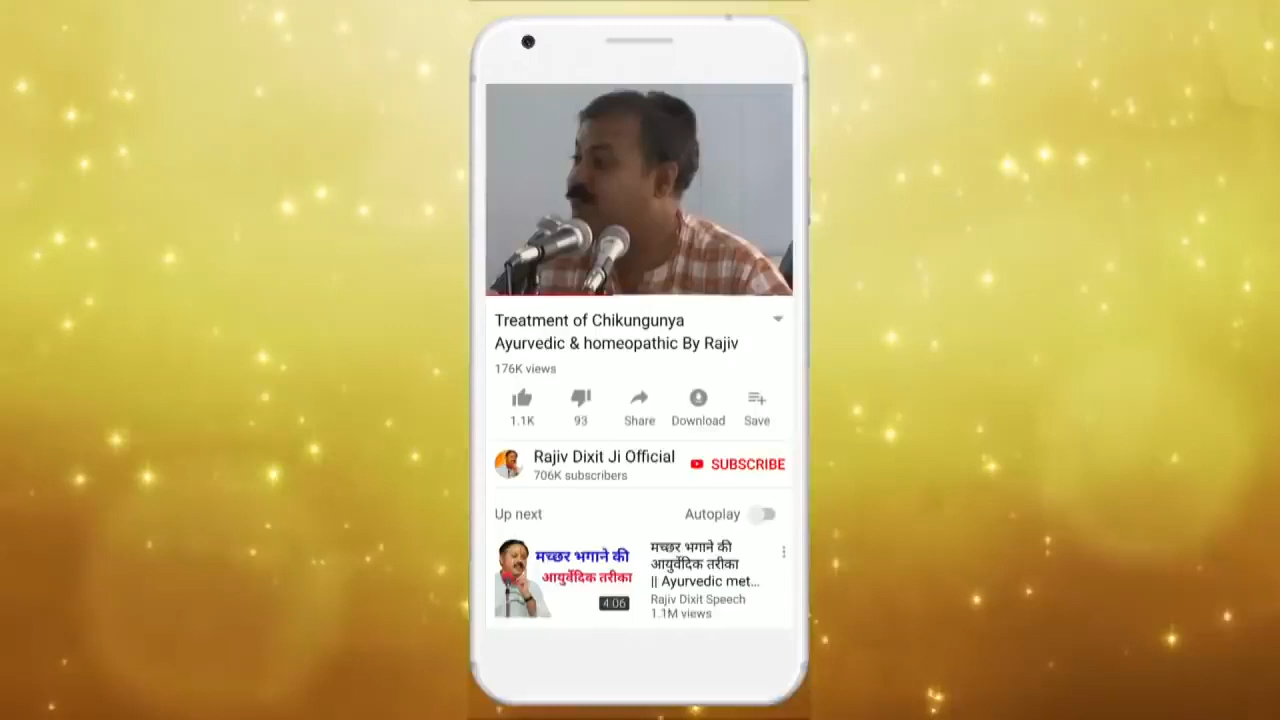 Treatment of Chikungunya
Ayurvedic & homeopathic By Rajiv
176K views
1.1K
93
Share
Download
Save
Rajiv Dixit Ji Official
706K subscribers
SUBSCRIBE
Up next
Autoplay
मच्छर भगाने की
आयुर्वेदिक तरीका
4:06
मच्छर भगाने की
आयुर्वेदिक तरीका
|| Ayurvedic met...
Rajiv Dixit Speech
1.1M views